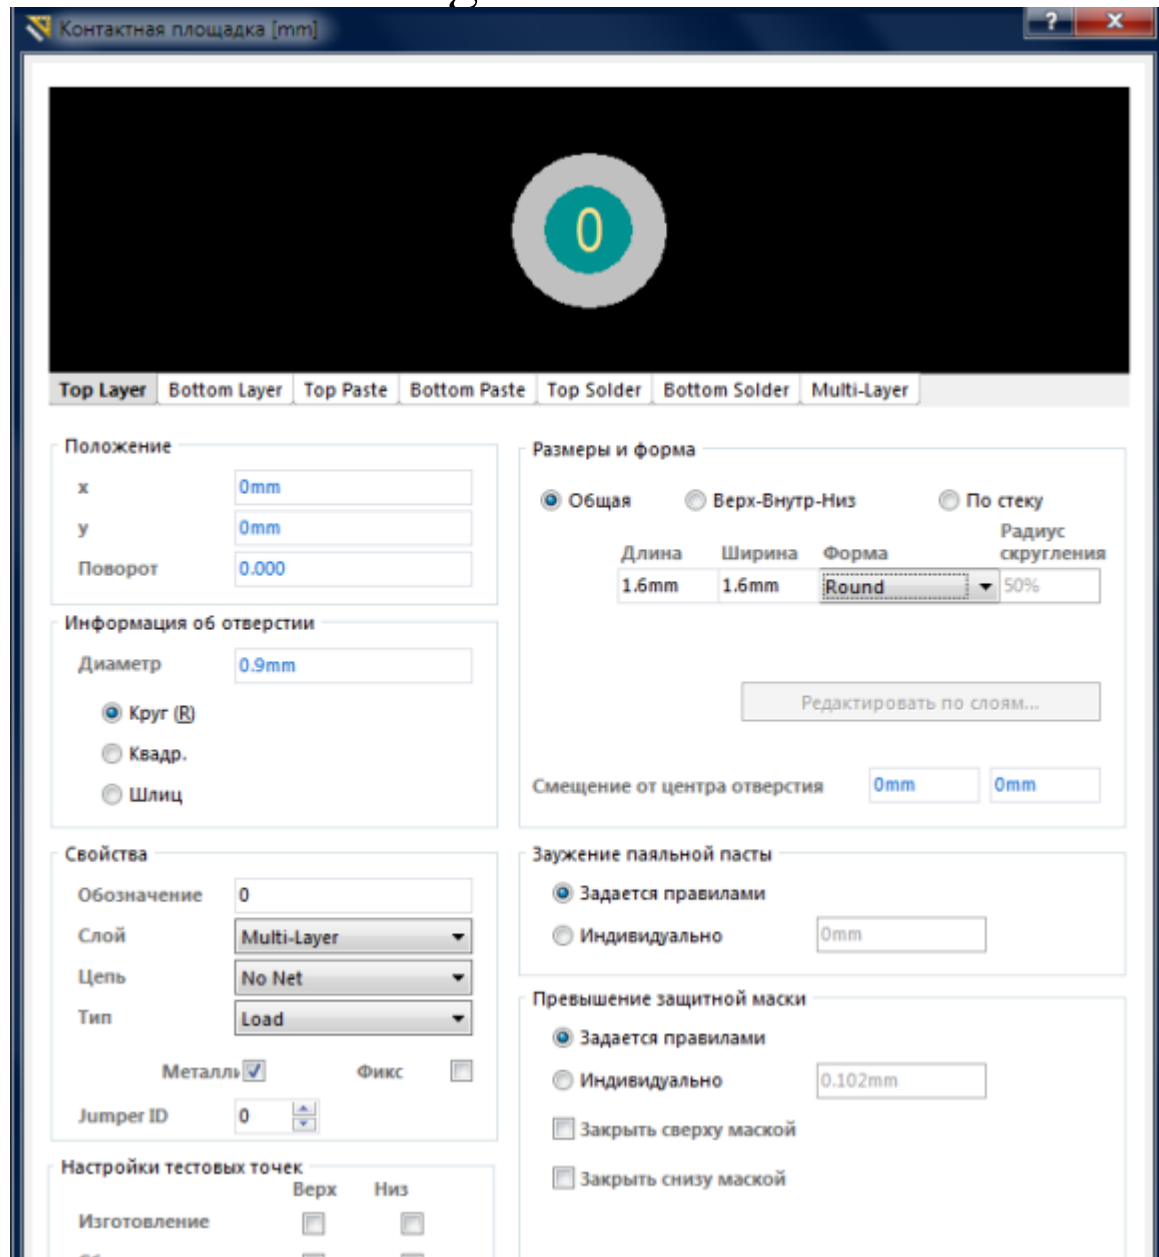 Контактная площадка [mm]
?
0
Top Layer Bottom Layer Top Paste Bottom Paste Top Solder Bottom Solder Multi-Layer
Положение
x 0mm
y 0mm
Поворот 0.000
Информация об отверстии
Диаметр 0.9mm
Круг (R)
Квадр.
Шлиц
Размеры и форма
Общая Верх-Внутр-Низ По стеку
Длина Ширина Форма Радиус скругления
1.6mm 1.6mm Round 50%
Редактировать по слоям...
Смещение от центра отверстия 0mm 0mm
Свойства
Обозначение 0
Слой Multi-Layer
Цепь No Net
Тип Load
Металли Фикс
Jumper ID 0
Заужение паяльной пасты
Задается правилами
Индивидуально 0mm
Превышение защитной маски
Задается правилами
Индивидуально 0.102mm
Закрыть сверху маской
Закрыть снизу маской
Настройки тестовых точек
Верх Низ
Изготовление